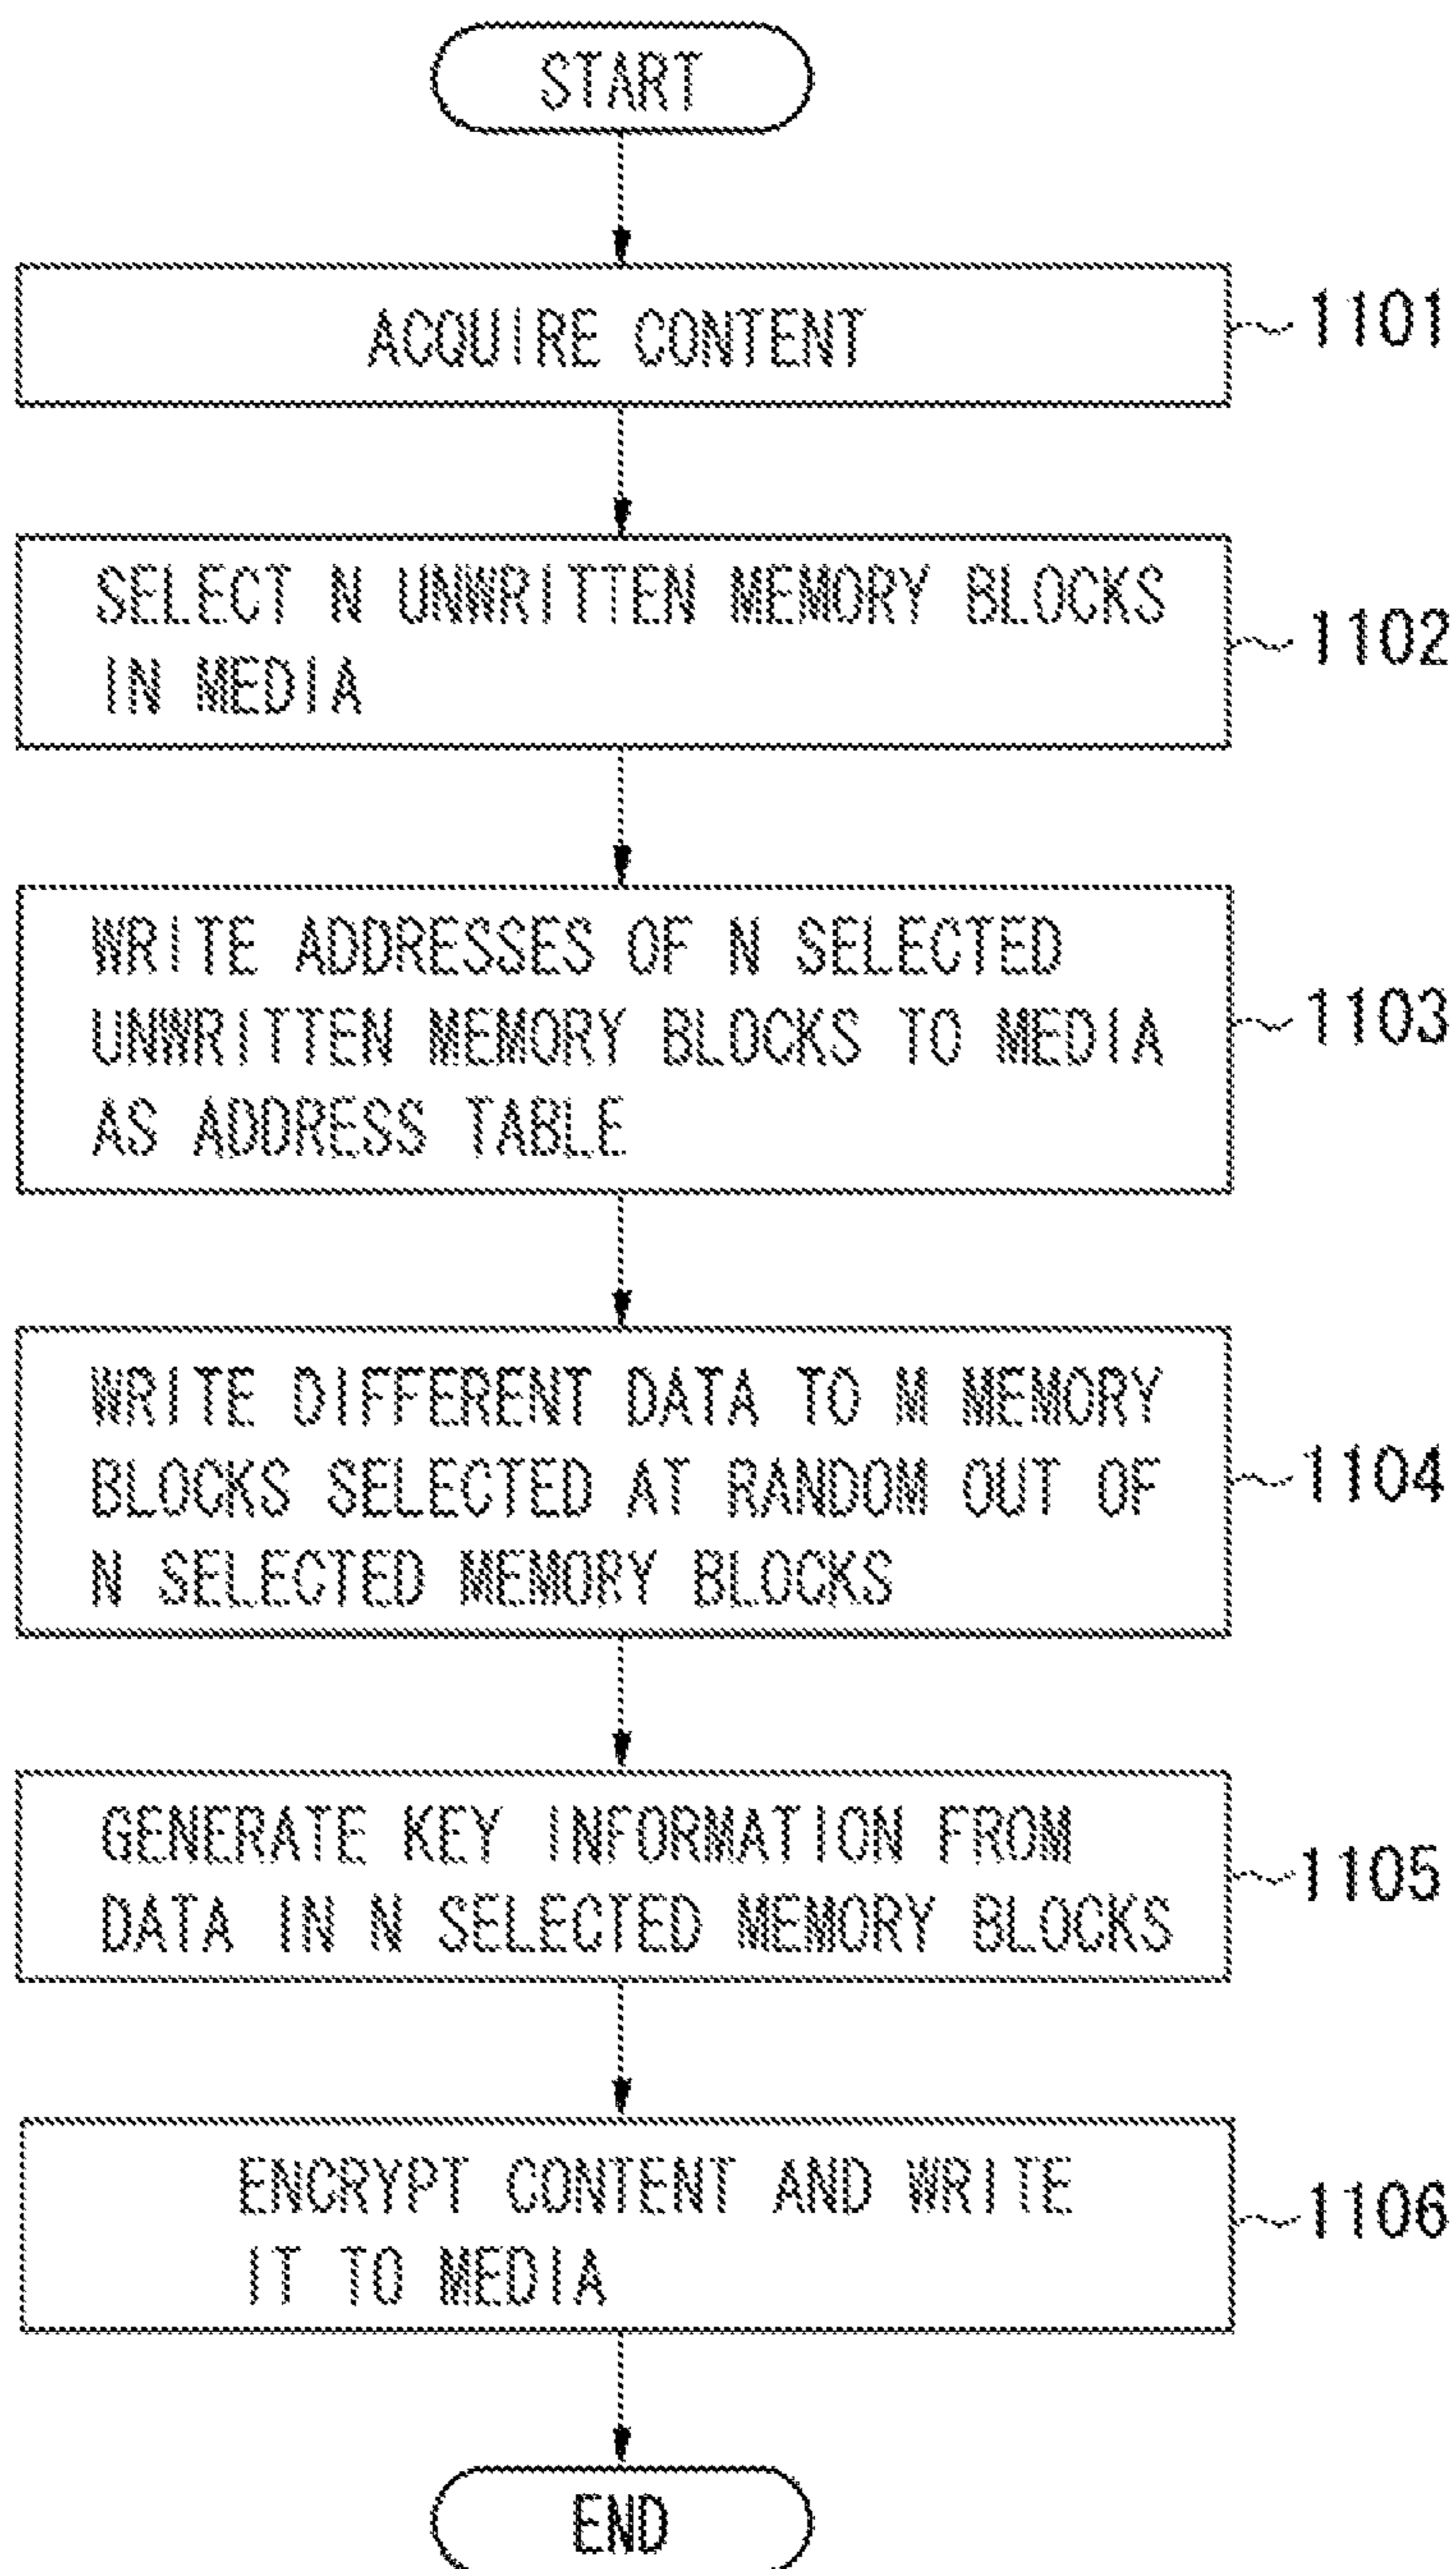 START
ACQUIRE CONTENT
1101
SELECT N UNWRITTEN MEMORY BLOCKS
IN MEDIA
1102
WRITE ADDRESSES OF N SELECTED
UNWRITTEN MEMORY BLOCKS TO MEDIA
AS ADDRESS TABLE
1103
WRITE DIFFERENT DATA TO M MEMORY
BLOCKS SELECTED AT RANDOM OUT OF
N SELECTED MEMORY BLOCKS
1104
GENERATE KEY INFORMATION FROM
DATA IN N SELECTED MEMORY BLOCKS
1105
ENCRYPT CONTENT AND WRITE
IT TO MEDIA
1106
END